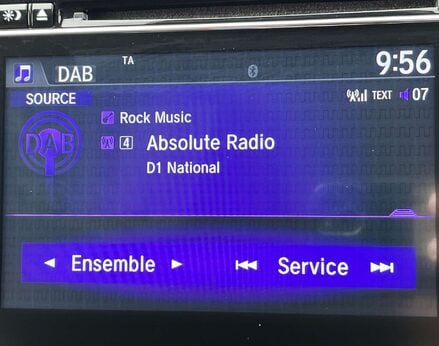 TA
DAB
9:56
SOURCE
TEXT 07
DAB
Rock Music
4 Absolute Radio
D1 National
Ensemble
Service